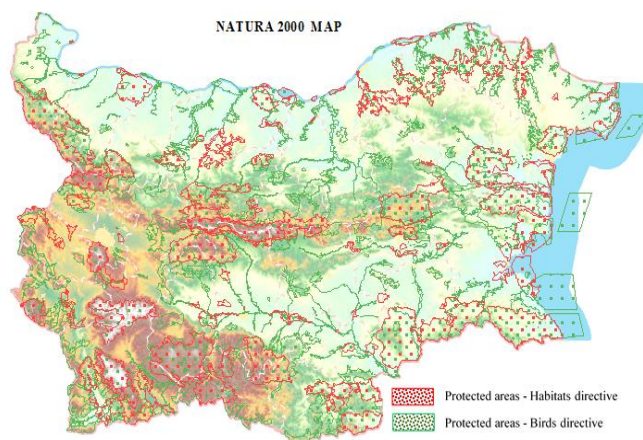 NATURA 2000 MAP
Protected areas - Habitats directive
Protected areas - Birds directive